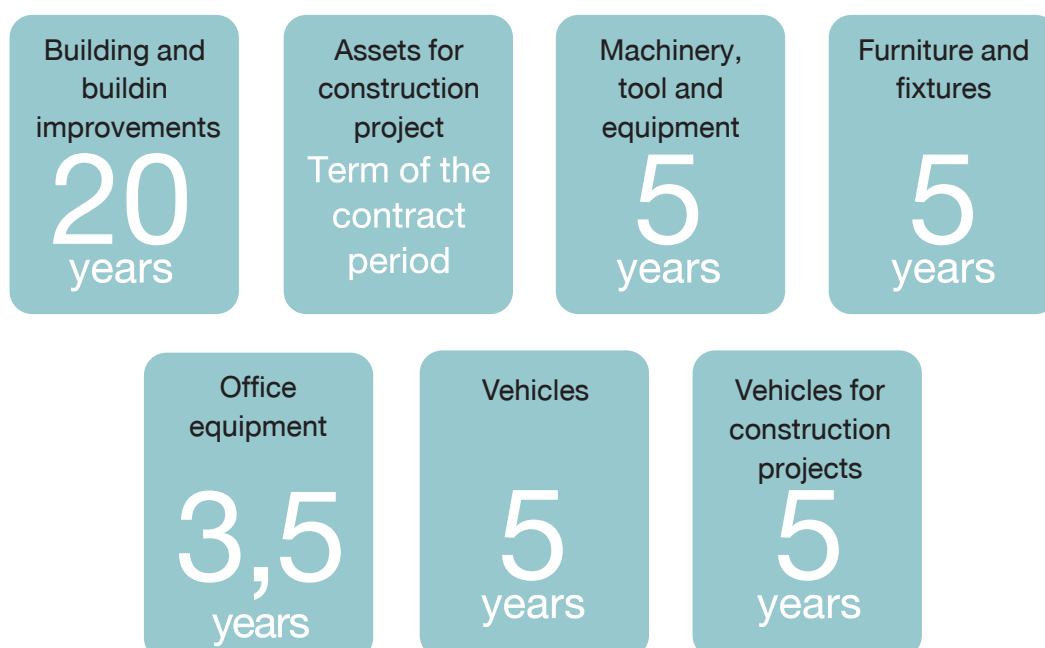 Building and
buildin
improvements
20
years
Assets for
construction
project
Term of the
contract
period
Machinery,
tool and
equipment
5
years
Furniture and
fixtures
5
years
Office
equipment
3,5
years
Vehicles
5
years
Vehicles for
construction
projects
5
years